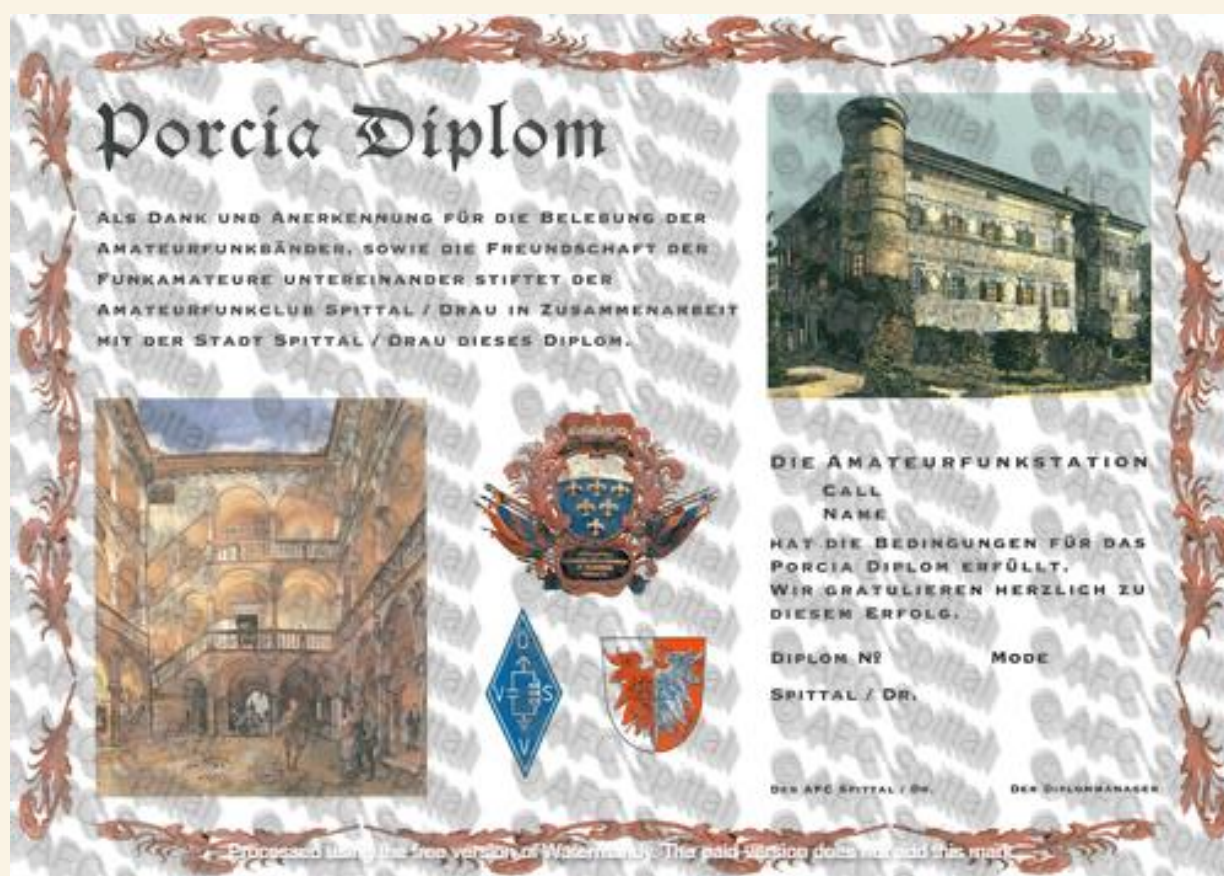 Porcia Diplom
ALS DANK UND ANERKENNUNG FÜR DIE BELEBUNG DER
AMATEURFUNKBÄNDER, SOWIE DIE FREUNDSCHAFT DER
FUNKAMATEURE UNTEREINANDER STIFTET DER
AMATEURFUNKCLUB SPITTAL / DRAU IN ZUSAMMENARBEIT
MIT DER STADT SPITTAL / DRAU DIESES DIPLOM.
DIE AMATEURFUNKSTATION
CALL
NAME
HAT DIE BEDINGUNGEN FÜR DAS
PORCIA DIPLOM ERFÜLLT.
WIR GRATULIEREN HERZLICH ZU
DIESEM ERFOLG.
DIPLOM Nº MODE
SPITTAL / DR.
DER AFC SPITTAL / DR. DER DIPLOMMANAGER
O
V S
V
© AFC Spittal
Processed using the free version of Watermarkly. The paid version does not add this mark.